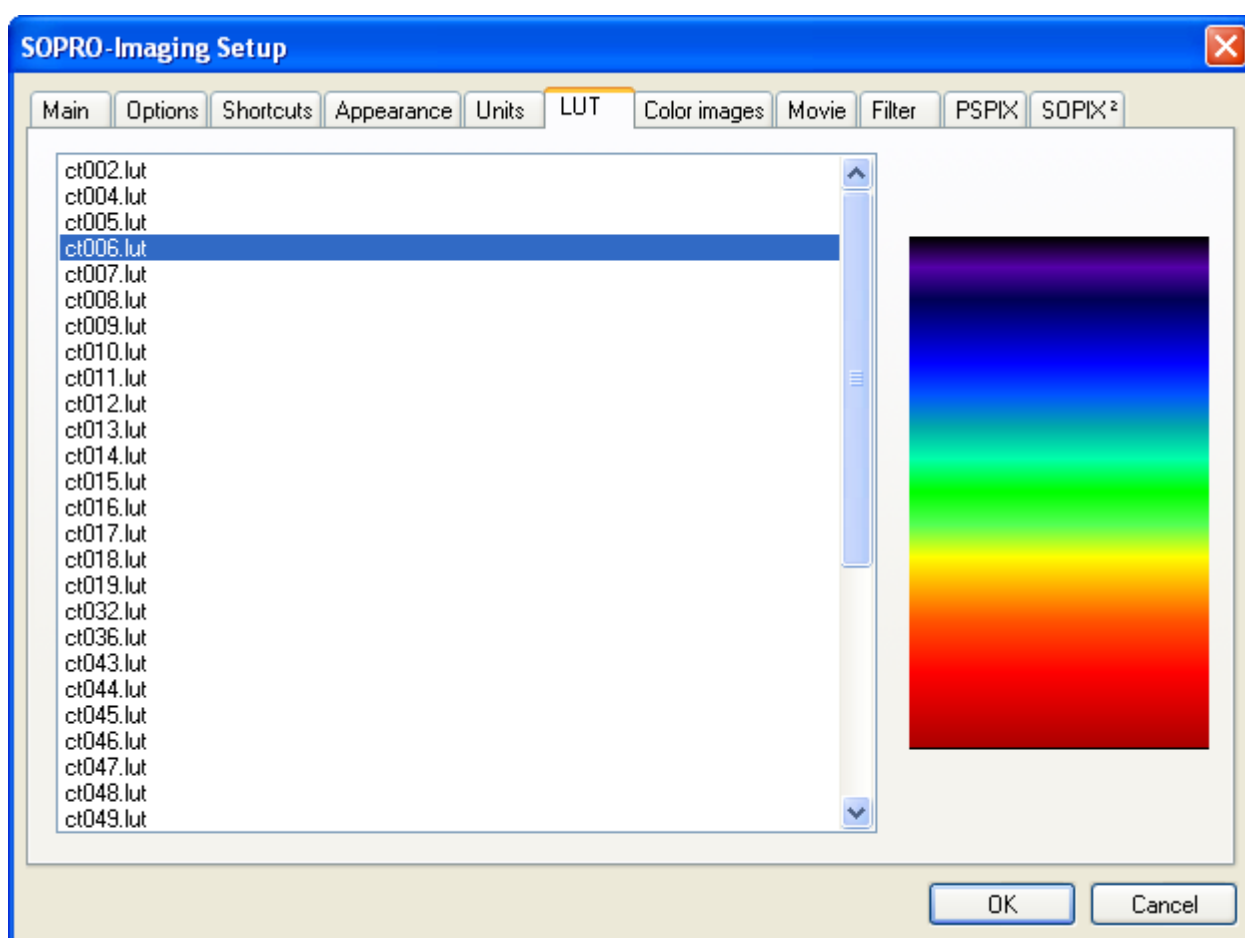 SOPRO-Imaging Setup
Main Options Shortcuts Appearance Units LUT Color images Movie Filter PSPIX SOPIX²
ct002.lut
ct004.lut
ct005.lut
ct006.lut
ct007.lut
ct008.lut
ct009.lut
ct010.lut
ct011.lut
ct012.lut
ct013.lut
ct014.lut
ct015.lut
ct016.lut
ct017.lut
ct018.lut
ct019.lut
ct032.lut
ct036.lut
ct043.lut
ct044.lut
ct045.lut
ct046.lut
ct047.lut
ct048.lut
ct049.lut
OK Cancel